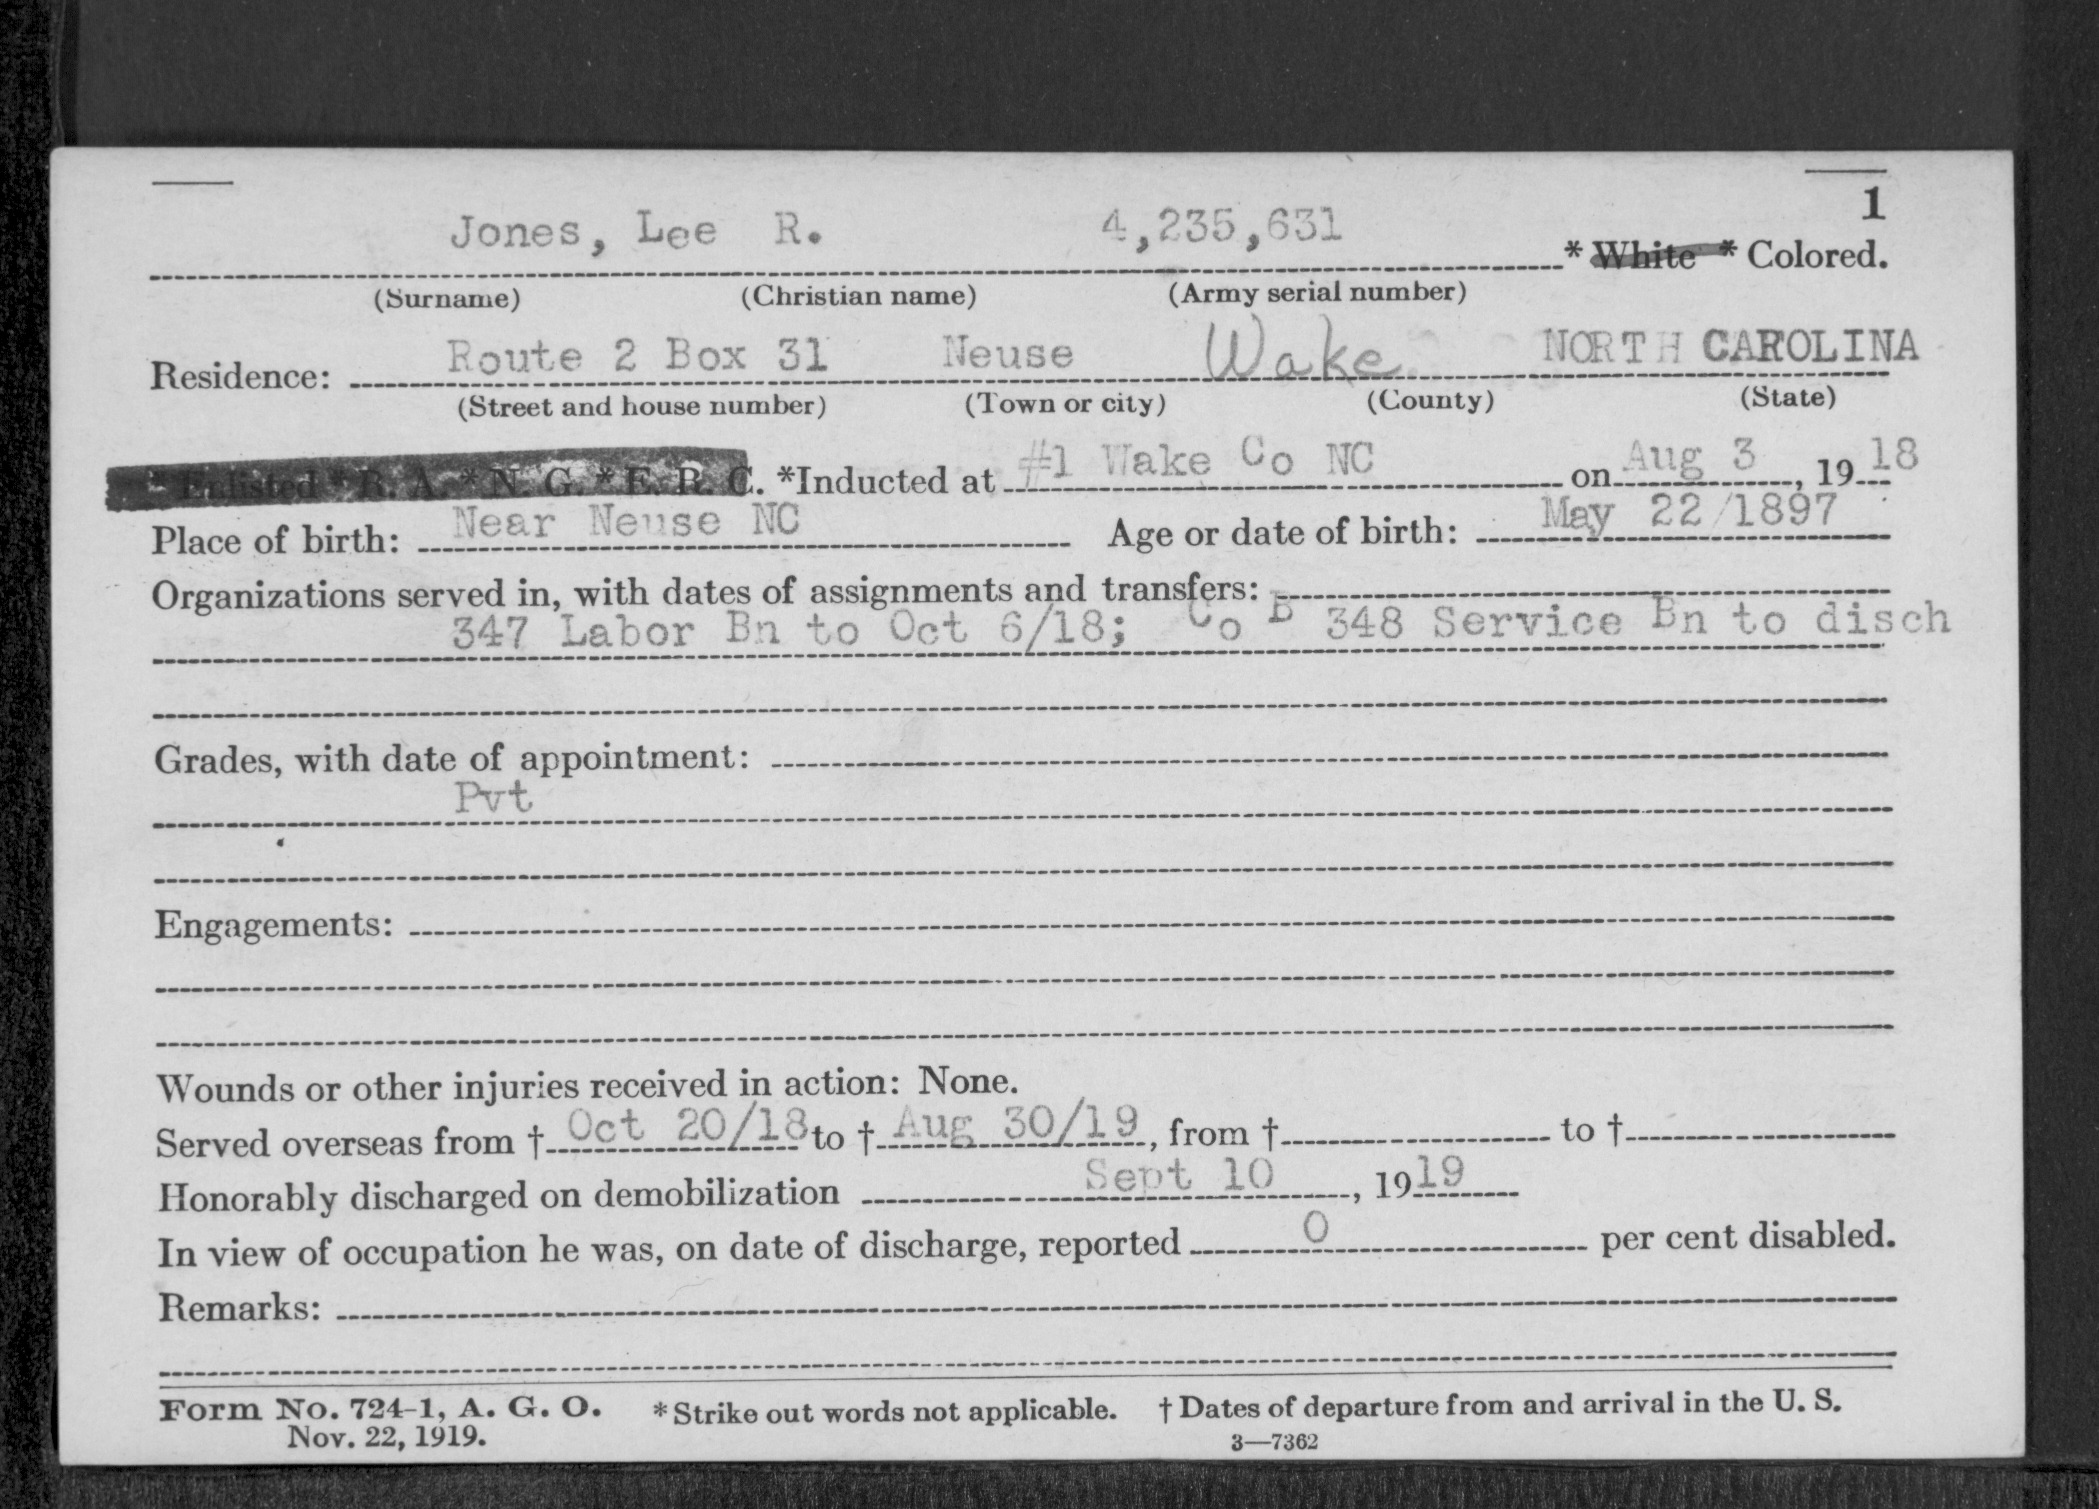 1
Jones, Lee R. 4,235,631 * White * Colored.
(Surname) (Christian name) (Army serial number)
Residence: Route 2 Box 31 Neuse Wake NORTH CAROLINA
(Street and house number) (Town or city) (County) (State)
* Enlisted * R. A. * N. G. * E. R. C. *Inducted at #1 Wake Co NC on Aug 3, 1918
Place of birth: Near Neuse NC Age or date of birth: May 22/1897
Organizations served in, with dates of assignments and transfers:
347 Labor Bn to Oct 6/18; Co B 348 Service Bn to disch
Grades, with date of appointment:
Pvt
Engagements:
Wounds or other injuries received in action: None.
Served overseas from † Oct 20/18 to † Aug 30/19, from † to †
Honorably discharged on demobilization Sept 10, 1919
In view of occupation he was, on date of discharge, reported 0 per cent disabled.
Remarks:
Form No. 724-1, A. G. O. * Strike out words not applicable. † Dates of departure from and arrival in the U. S.
Nov. 22, 1919. 3—7362